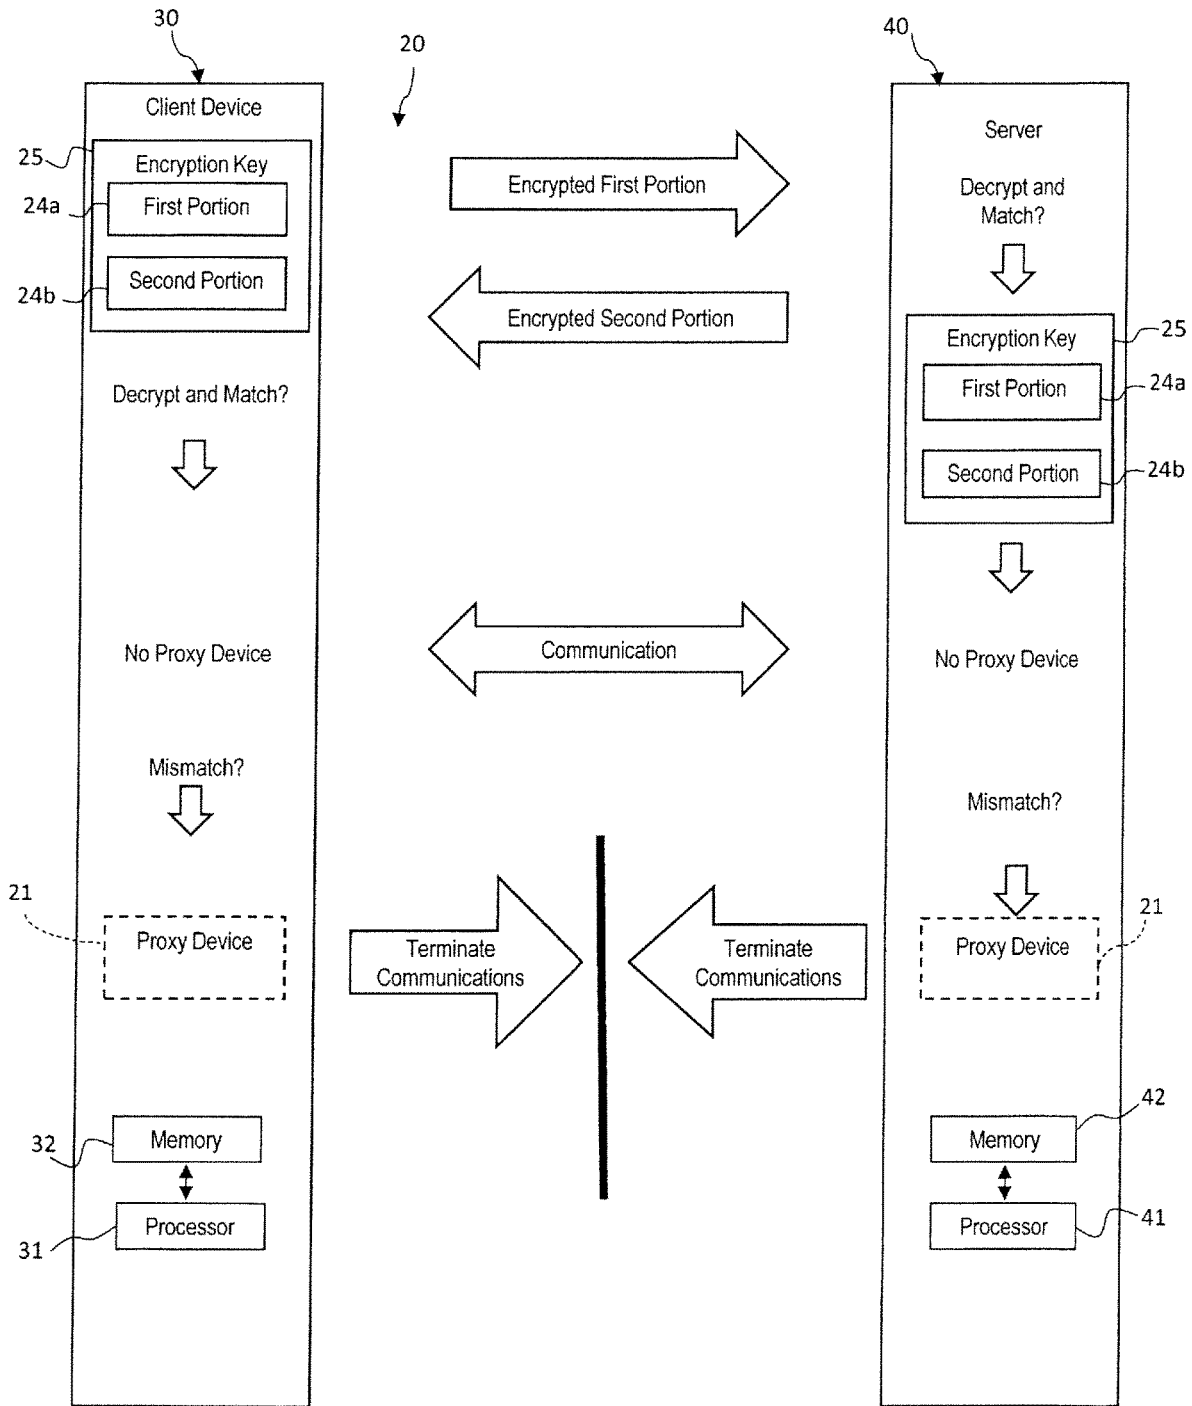 30
20
40
Client Device
25
Encryption Key
24a
First Portion
24b
Second Portion
Decrypt and Match?
No Proxy Device
Mismatch?
21
Proxy Device
32
Memory
31
Processor
Encrypted First Portion
Encrypted Second Portion
Communication
Terminate
Communications
Terminate
Communications
Server
Decrypt and
Match?
25
Encryption Key
24a
First Portion
24b
Second Portion
No Proxy Device
Mismatch?
21
Proxy Device
42
Memory
41
Processor